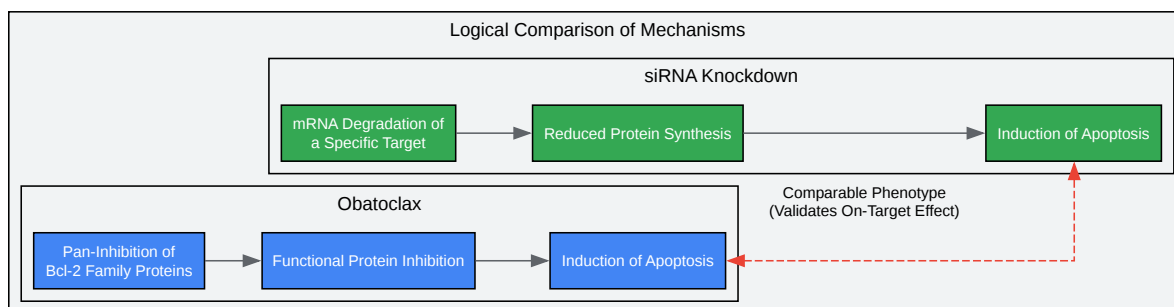 Logical Comparison of Mechanisms
siRNA Knockdown
mRNA Degradation of
a Specific Target
Reduced Protein Synthesis
Induction of Apoptosis
Comparable Phenotype
(Validates On-Target Effect)
Obatoclax
Pan-Inhibition of
Bcl-2 Family Proteins
Functional Protein Inhibition
Induction of Apoptosis